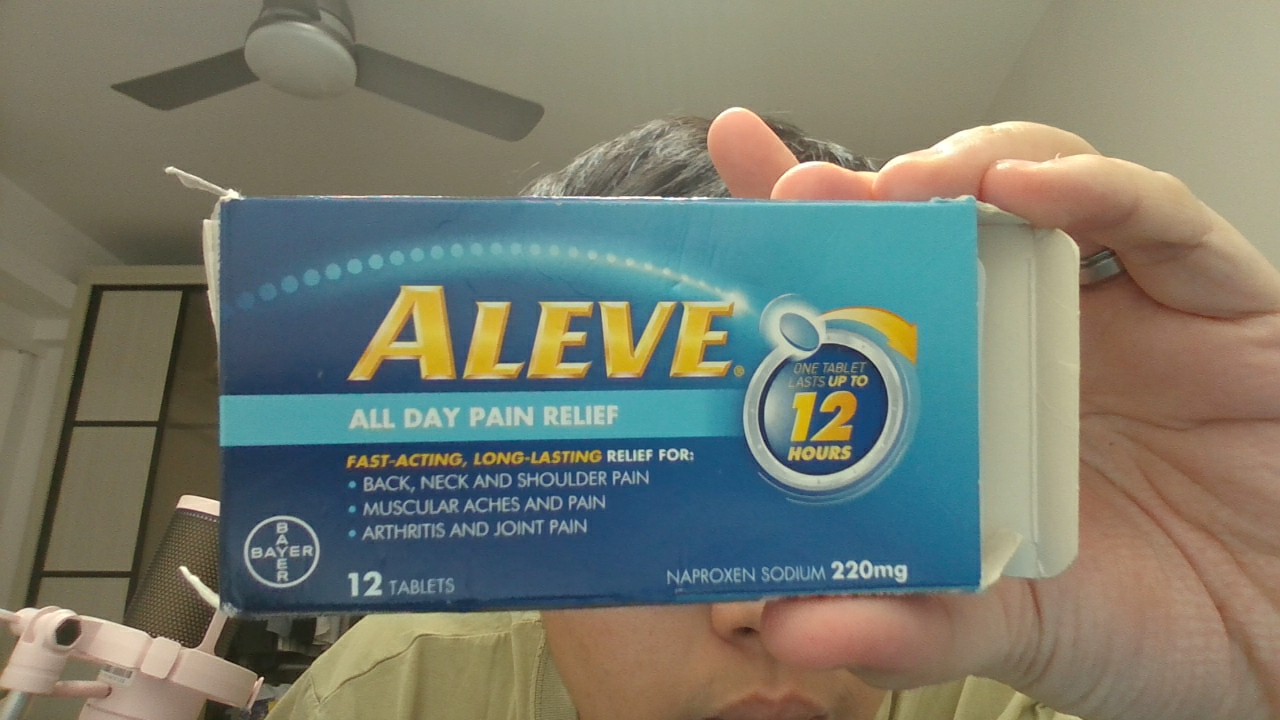 ALEVE®
ALL DAY PAIN RELIEF
FAST-ACTING, LONG-LASTING RELIEF FOR:
• BACK, NECK AND SHOULDER PAIN
• MUSCULAR ACHES AND PAIN
• ARTHRITIS AND JOINT PAIN
ONE TABLET
LASTS UP TO
12
HOURS
BAYER
BAYER
12 TABLETS
NAPROXEN SODIUM 220mg